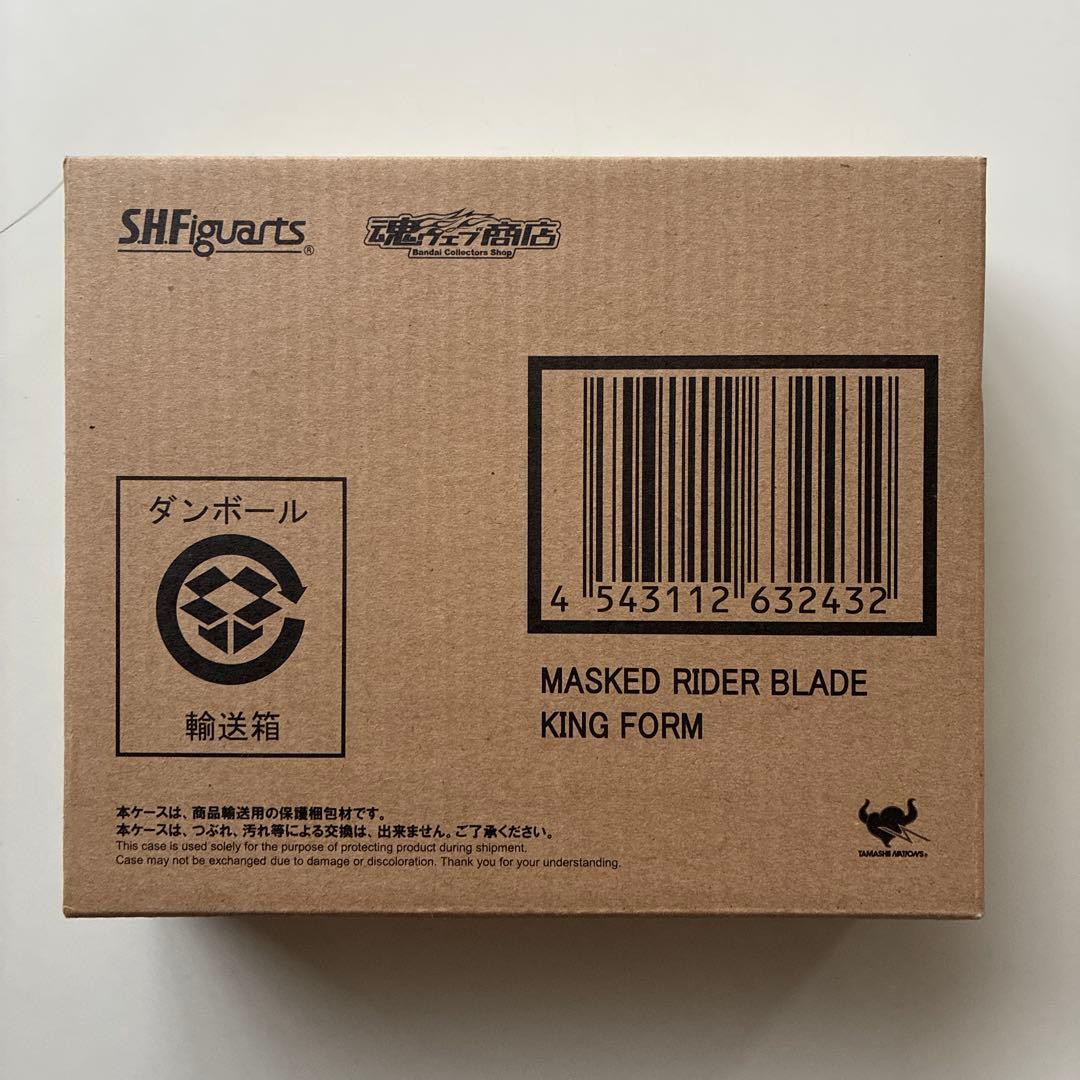 S.H.Figuarts®
魂ウェブ商店
Bandai Collectors Shop
4 543112 632432
MASKED RIDER BLADE
KING FORM
ダンボール
輸送箱
本ケースは、商品輸送用の保護梱包材です。
本ケースは、つぶれ、汚れ等による交換は、出来ません。ご了承ください。
This case is used solely for the purpose of protecting product during shipment.
Case may not be exchanged due to damage or discoloration. Thank you for your understanding.
TAMASHII NATIONS®